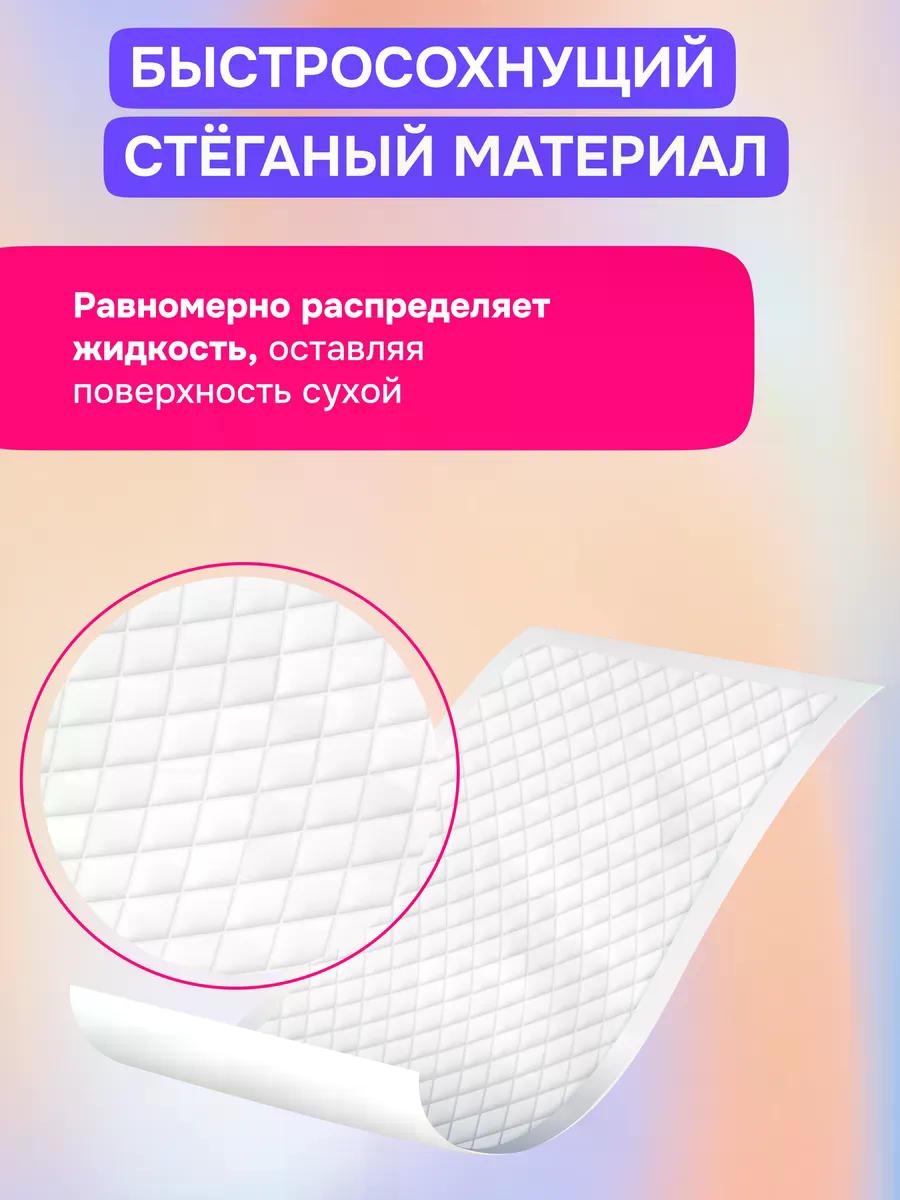 БЫСТРОСОХНУЩИЙ
СТЁГАНЫЙ МАТЕРИАЛ
Равномерно распределяет
жидкость, оставляя
поверхность сухой